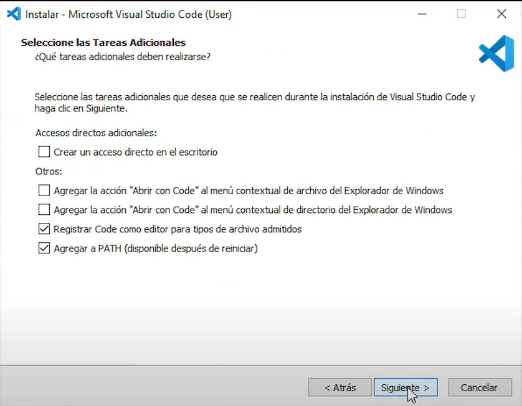 Instalar - Microsoft Visual Studio Code (User)
Seleccione las Tareas Adicionales
¿Qué tareas adicionales deben realizarse?
Seleccione las tareas adicionales que desea que se realicen durante la instalación de Visual Studio Code y
haga clic en Siguiente.
Accesos directos adicionales:
Crear un acceso directo en el escritorio
Otros:
Agregar la acción "Abrir con Code" al menú contextual de archivo del Explorador de Windows
Agregar la acción "Abrir con Code" al menú contextual de directorio del Explorador de Windows
Registrar Code como editor para tipos de archivo admitidos
Agregar a PATH (disponible después de reiniciar)
< Atrás
Siguiente >
Cancelar